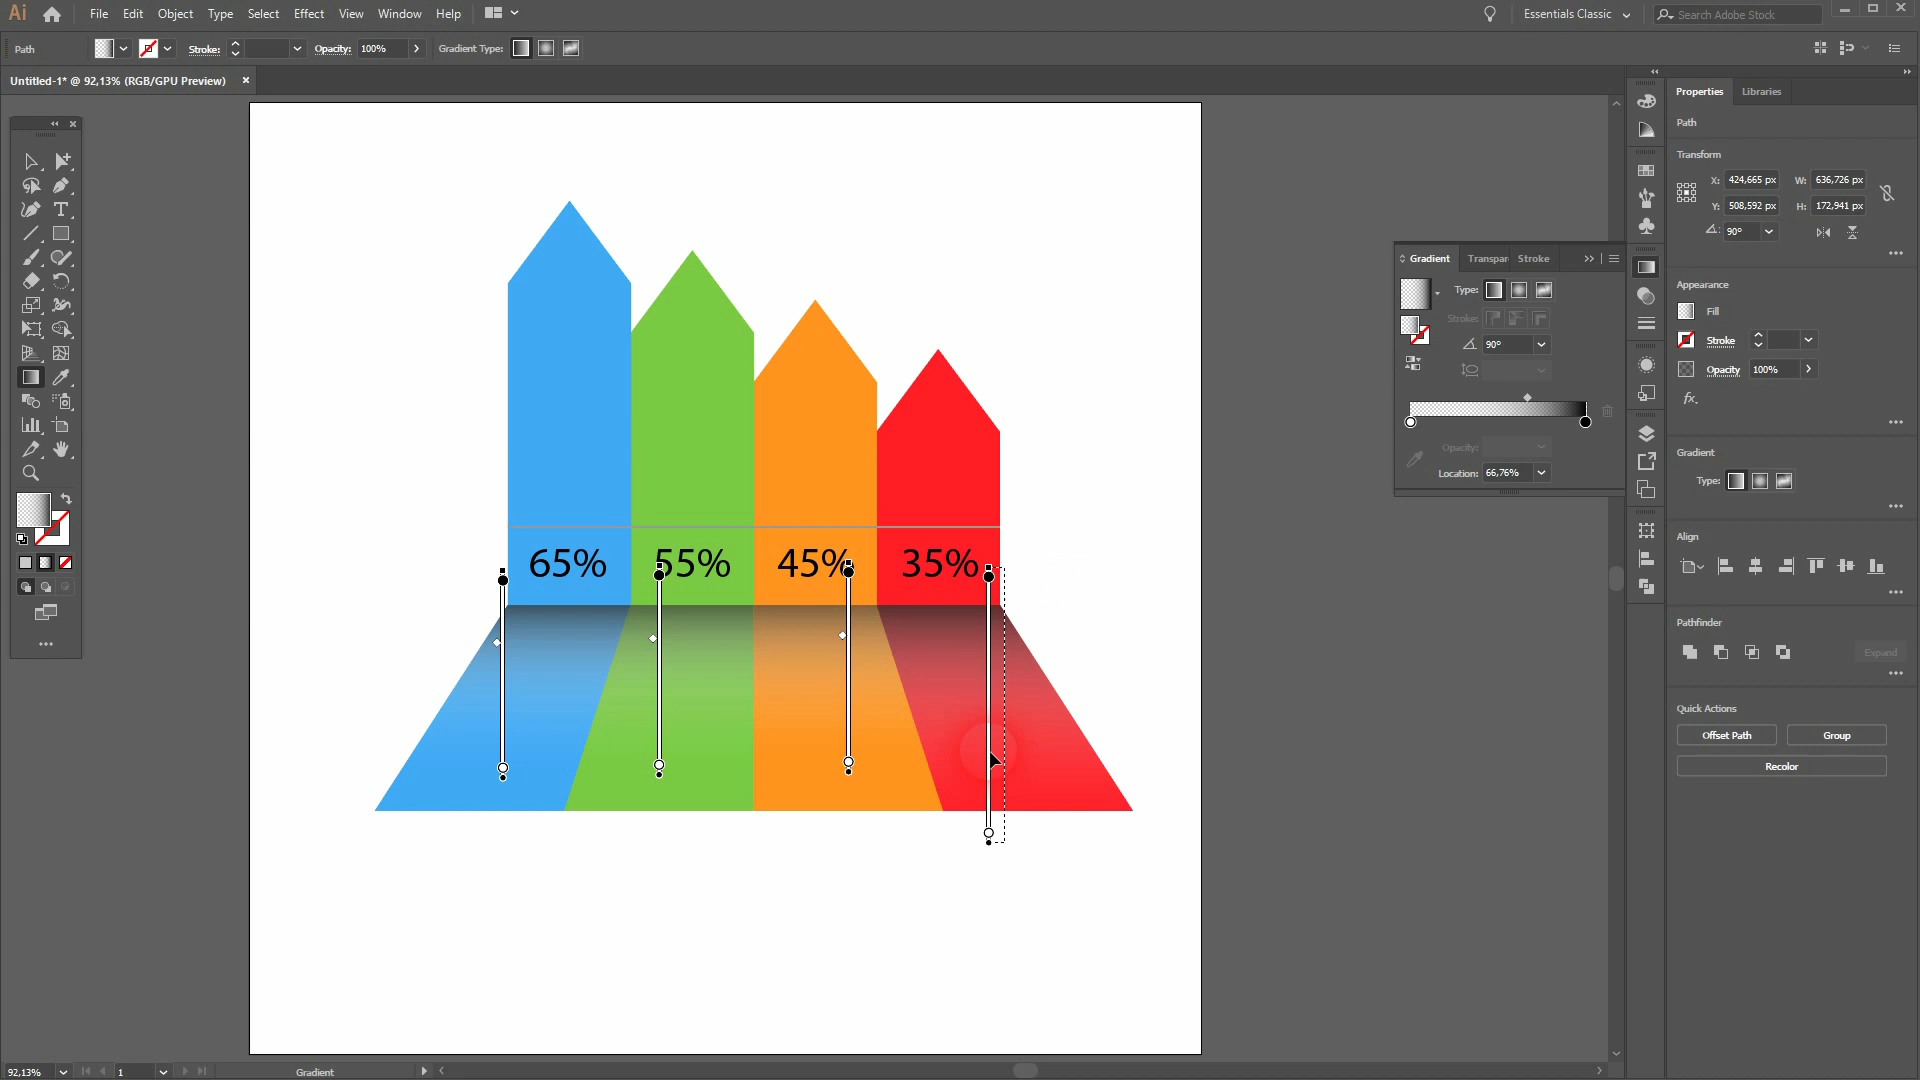 Ai File Edit Object Type Select Effect View Window Help Essentials Classic Search Adobe Stock
Path Stroke: Opacity: 100% Gradient Type:
Untitled-1* @ 92,13% (RGB/GPU Preview)
Properties Libraries
Path
Transform
X: 424,665 px W: 636,726 px
Y: 508,592 px H: 172,941 px
90°
Appearance
Fill
Stroke
Opacity 100%
fx.
Gradient
Type:
Align
Pathfinder
Expand
Quick Actions
Offset Path Group
Recolor
Gradient Transpar Stroke
Type:
Stroke:
90°
Opacity:
Location: 66,76%
65% 55% 45% 35%
92,13% 1 Gradient